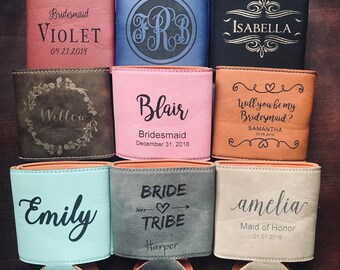 Bridesmaid
VIOLET
04.21.2019
FRB
ISABELLA
Willow
Blair
Bridesmaid
December 31, 2018
Will you be my
Bridesmaid?
SAMANTHA
Emily
BRIDE
TRIBE
Harper
amelia
Maid of Honor
01.01.2019